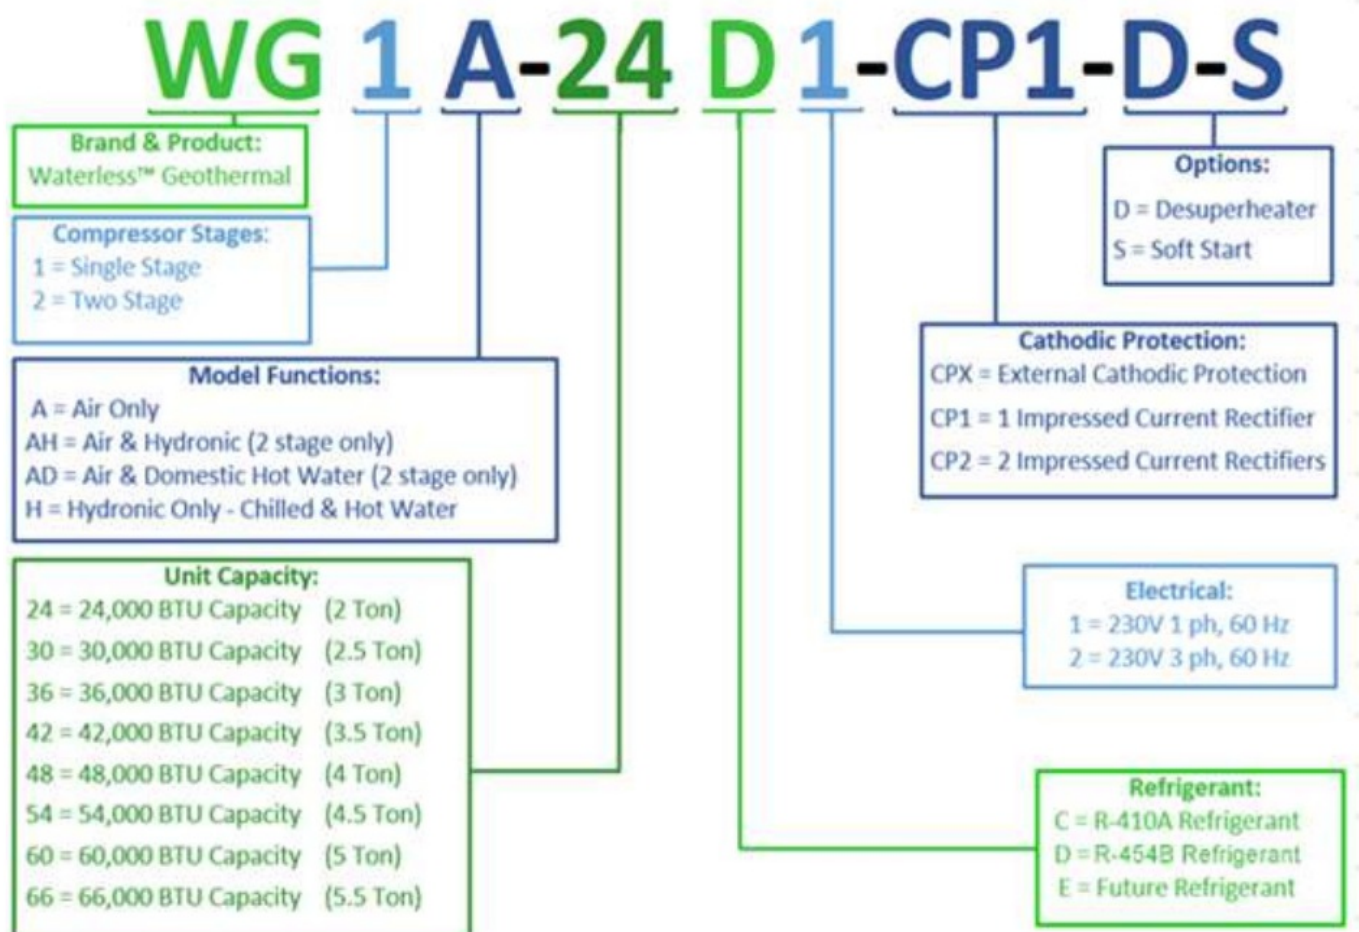 WG 1 A-24 D 1-CP1-D-S
Brand & Product:
Waterless™ Geothermal
Compressor Stages:
1 = Single Stage
2 = Two Stage
Model Functions:
A = Air Only
AH = Air & Hydronic (2 stage only)
AD = Air & Domestic Hot Water (2 stage only)
H = Hydronic Only - Chilled & Hot Water
Unit Capacity:
24 = 24,000 BTU Capacity (2 Ton)
30 = 30,000 BTU Capacity (2.5 Ton)
36 = 36,000 BTU Capacity (3 Ton)
42 = 42,000 BTU Capacity (3.5 Ton)
48 = 48,000 BTU Capacity (4 Ton)
54 = 54,000 BTU Capacity (4.5 Ton)
60 = 60,000 BTU Capacity (5 Ton)
66 = 66,000 BTU Capacity (5.5 Ton)
Options:
D = Desuperheater
S = Soft Start
Cathodic Protection:
CPX = External Cathodic Protection
CP1 = 1 Impressed Current Rectifier
CP2 = 2 Impressed Current Rectifiers
Electrical:
1 = 230V 1 ph, 60 Hz
2 = 230V 3 ph, 60 Hz
Refrigerant:
C = R-410A Refrigerant
D = R-454B Refrigerant
E = Future Refrigerant